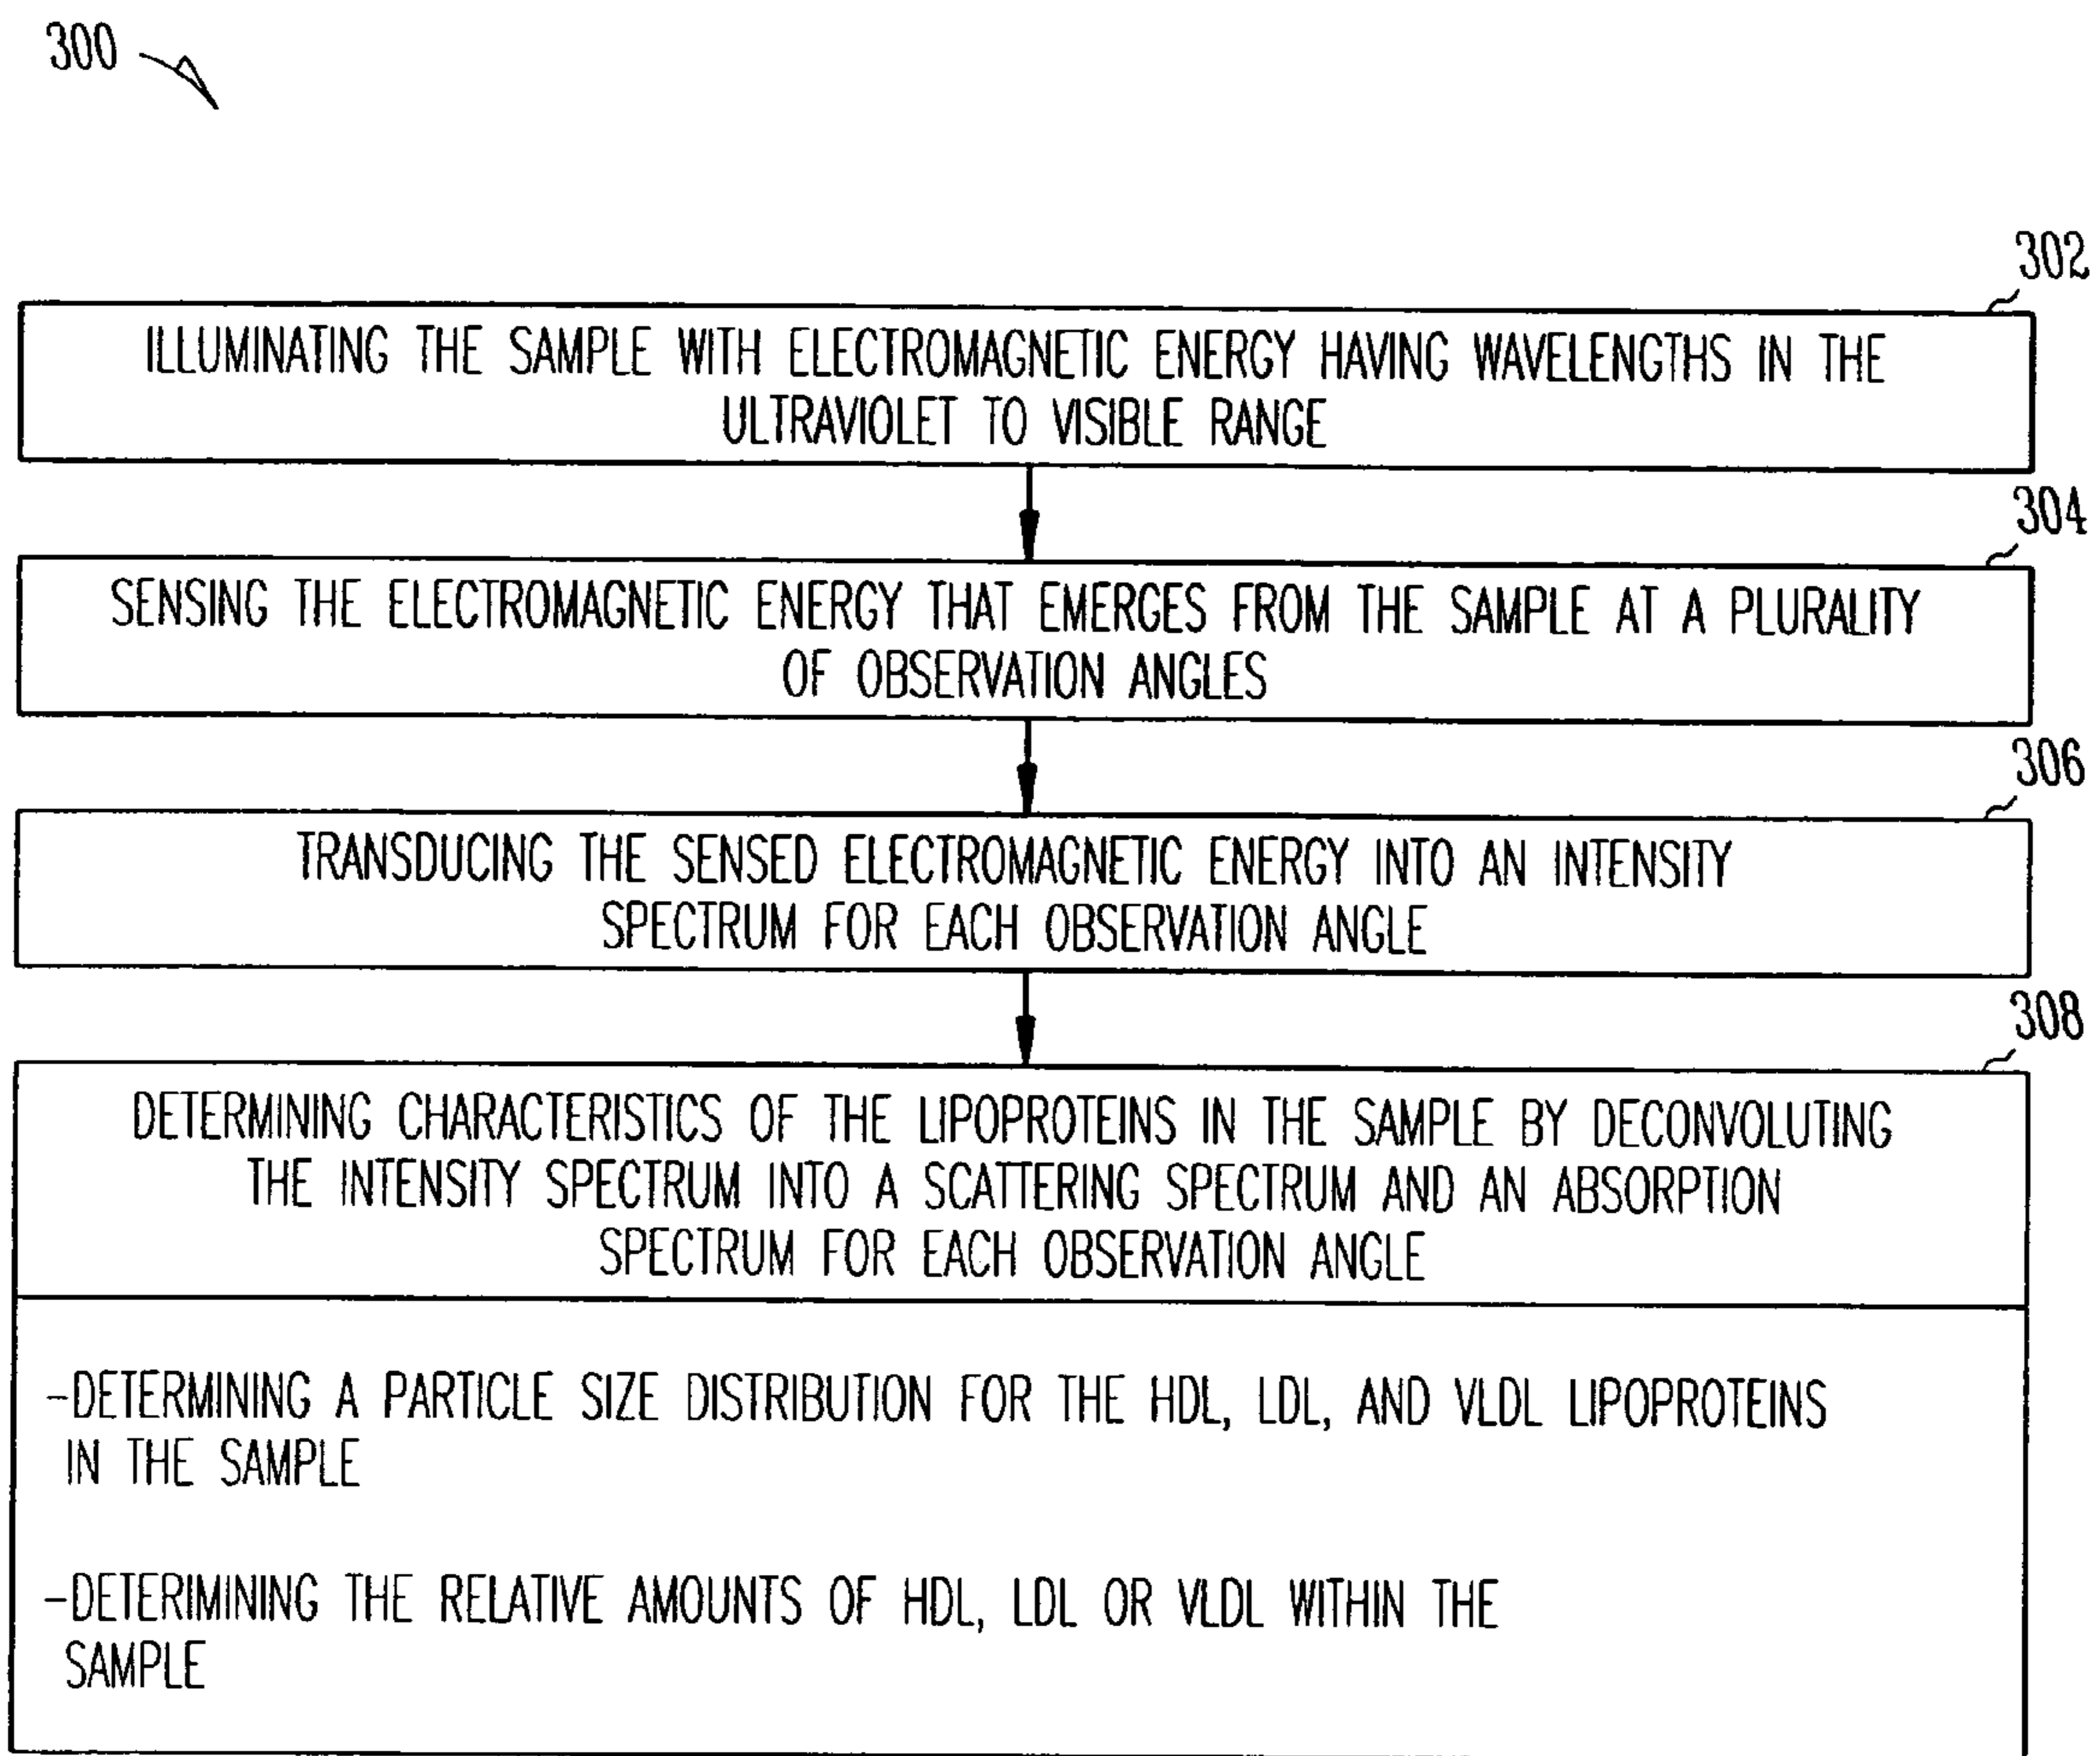 300
302
ILLUMINATING THE SAMPLE WITH ELECTROMAGNETIC ENERGY HAVING WAVELENGTHS IN THE
ULTRAVIOLET TO VISIBLE RANGE
304
SENSING THE ELECTROMAGNETIC ENERGY THAT EMERGES FROM THE SAMPLE AT A PLURALITY
OF OBSERVATION ANGLES
306
TRANSDUCING THE SENSED ELECTROMAGNETIC ENERGY INTO AN INTENSITY
SPECTRUM FOR EACH OBSERVATION ANGLE
308
DETERMINING CHARACTERISTICS OF THE LIPOPROTEINS IN THE SAMPLE BY DECONVOLUTING
THE INTENSITY SPECTRUM INTO A SCATTERING SPECTRUM AND AN ABSORPTION
SPECTRUM FOR EACH OBSERVATION ANGLE
-DETERMINING A PARTICLE SIZE DISTRIBUTION FOR THE HDL, LDL, AND VLDL LIPOPROTEINS
IN THE SAMPLE
-DETERIMINING THE RELATIVE AMOUNTS OF HDL, LDL OR VLDL WITHIN THE
SAMPLE